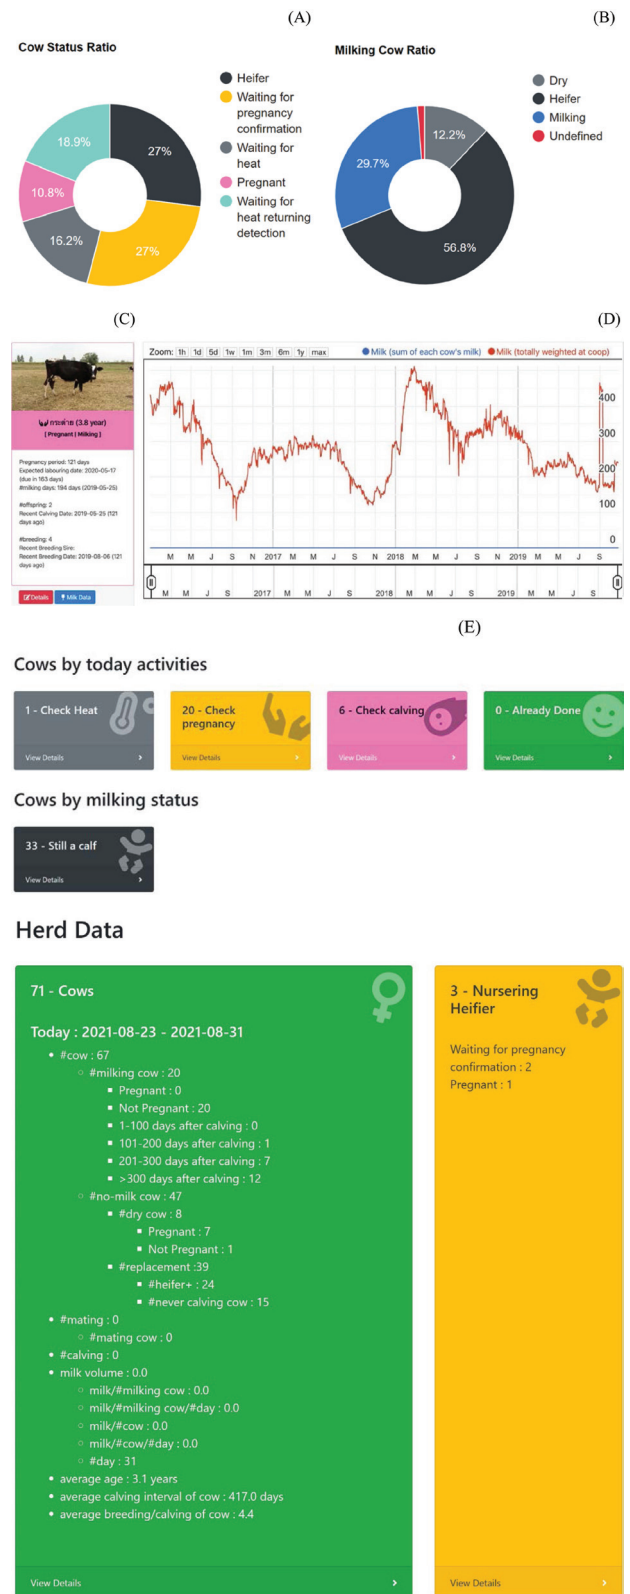 (A)
(B)
Cow Status Ratio
Milking Cow Ratio
Heifer
Waiting for
pregnancy
confirmation
Waiting for
heat
Pregnant
Waiting for
heat returning
detection
27%
27%
16.2%
10.8%
18.9%
Dry
Heifer
Milking
Undefined
12.2%
56.8%
29.7%
(C)
(D)
กระต่าย (3.8 year)
[ Pregnant | Milking ]
Pregnancy period: 121 days
Expected labouring date: 2020-05-17
(due in 163 days)
#milking days: 194 days (2019-05-25)
#offspring: 2
Recent Calving Date: 2019-05-25 (121
days ago)
#breeding: 4
Recent Breeding Sire:
Recent Breeding Date: 2019-08-06 (121
days ago)
Details
Milk Data
Zoom: 1h 1d 5d 1w 1m 3m 6m 1y max
Milk (sum of each cow's milk) Milk (totally weighted at coop)
400
300
200
100
0
M M J S N 2017 M M J S N 2018 M M J S N 2019 M M J S
M M J S 2017 M M J S 2018 M M J S 2019 M M J S
(E)
Cows by today activities
1 - Check Heat
View Details
20 - Check
pregnancy
View Details
6 - Check calving
View Details
0 - Already Done
View Details
Cows by milking status
33 - Still a calf
View Details
Herd Data
71 - Cows
Today : 2021-08-23 - 2021-08-31
#cow : 67
#milking cow : 20
Pregnant : 0
Not Pregnant : 20
1-100 days after calving : 0
101-200 days after calving : 1
201-300 days after calving : 7
>300 days after calving : 12
#no-milk cow : 47
#dry cow : 8
Pregnant : 7
Not Pregnant : 1
#replacement :39
#heifer+ : 24
#never calving cow : 15
#mating : 0
#mating cow : 0
#calving : 0
milk volume : 0.0
milk/#milking cow : 0.0
milk/#milking cow/#day : 0.0
milk/#cow : 0.0
milk/#cow/#day : 0.0
#day : 31
average age : 3.1 years
average calving interval of cow : 417.0 days
average breeding/calving of cow : 4.4
View Details
3 - Nursering
Heifier
Waiting for pregnancy
confirmation : 2
Pregnant : 1
View Details